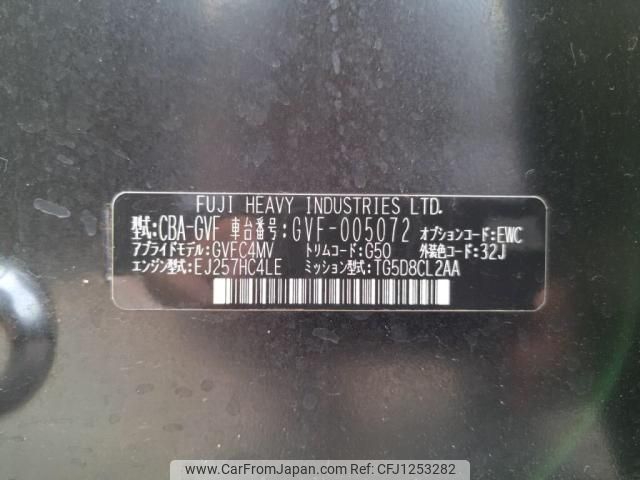 FUJI HEAVY INDUSTRIES LTD.
型式:CBA-GVF 車台番号:GVF-005072 オプションコード:EWC
アプライドモデル:GVFC4MV トリムコード:G50 外装色コード:32J
エンジン型式:EJ257HC4LE ミッション型式:TG5D8CL2AA
www.CARFROMJAPAN.com - CFJ1253282